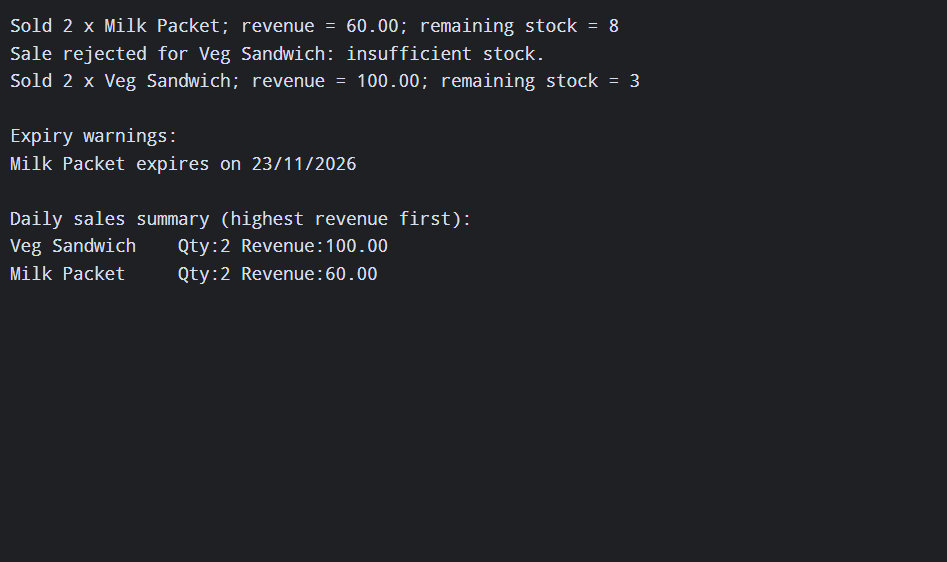 Sold 2 x Milk Packet; revenue = 60.00; remaining stock = 8
Sale rejected for Veg Sandwich: insufficient stock.
Sold 2 x Veg Sandwich; revenue = 100.00; remaining stock = 3

Expiry warnings:
Milk Packet expires on 23/11/2026

Daily sales summary (highest revenue first):
Veg Sandwich    Qty:2 Revenue:100.00
Milk Packet     Qty:2 Revenue:60.00